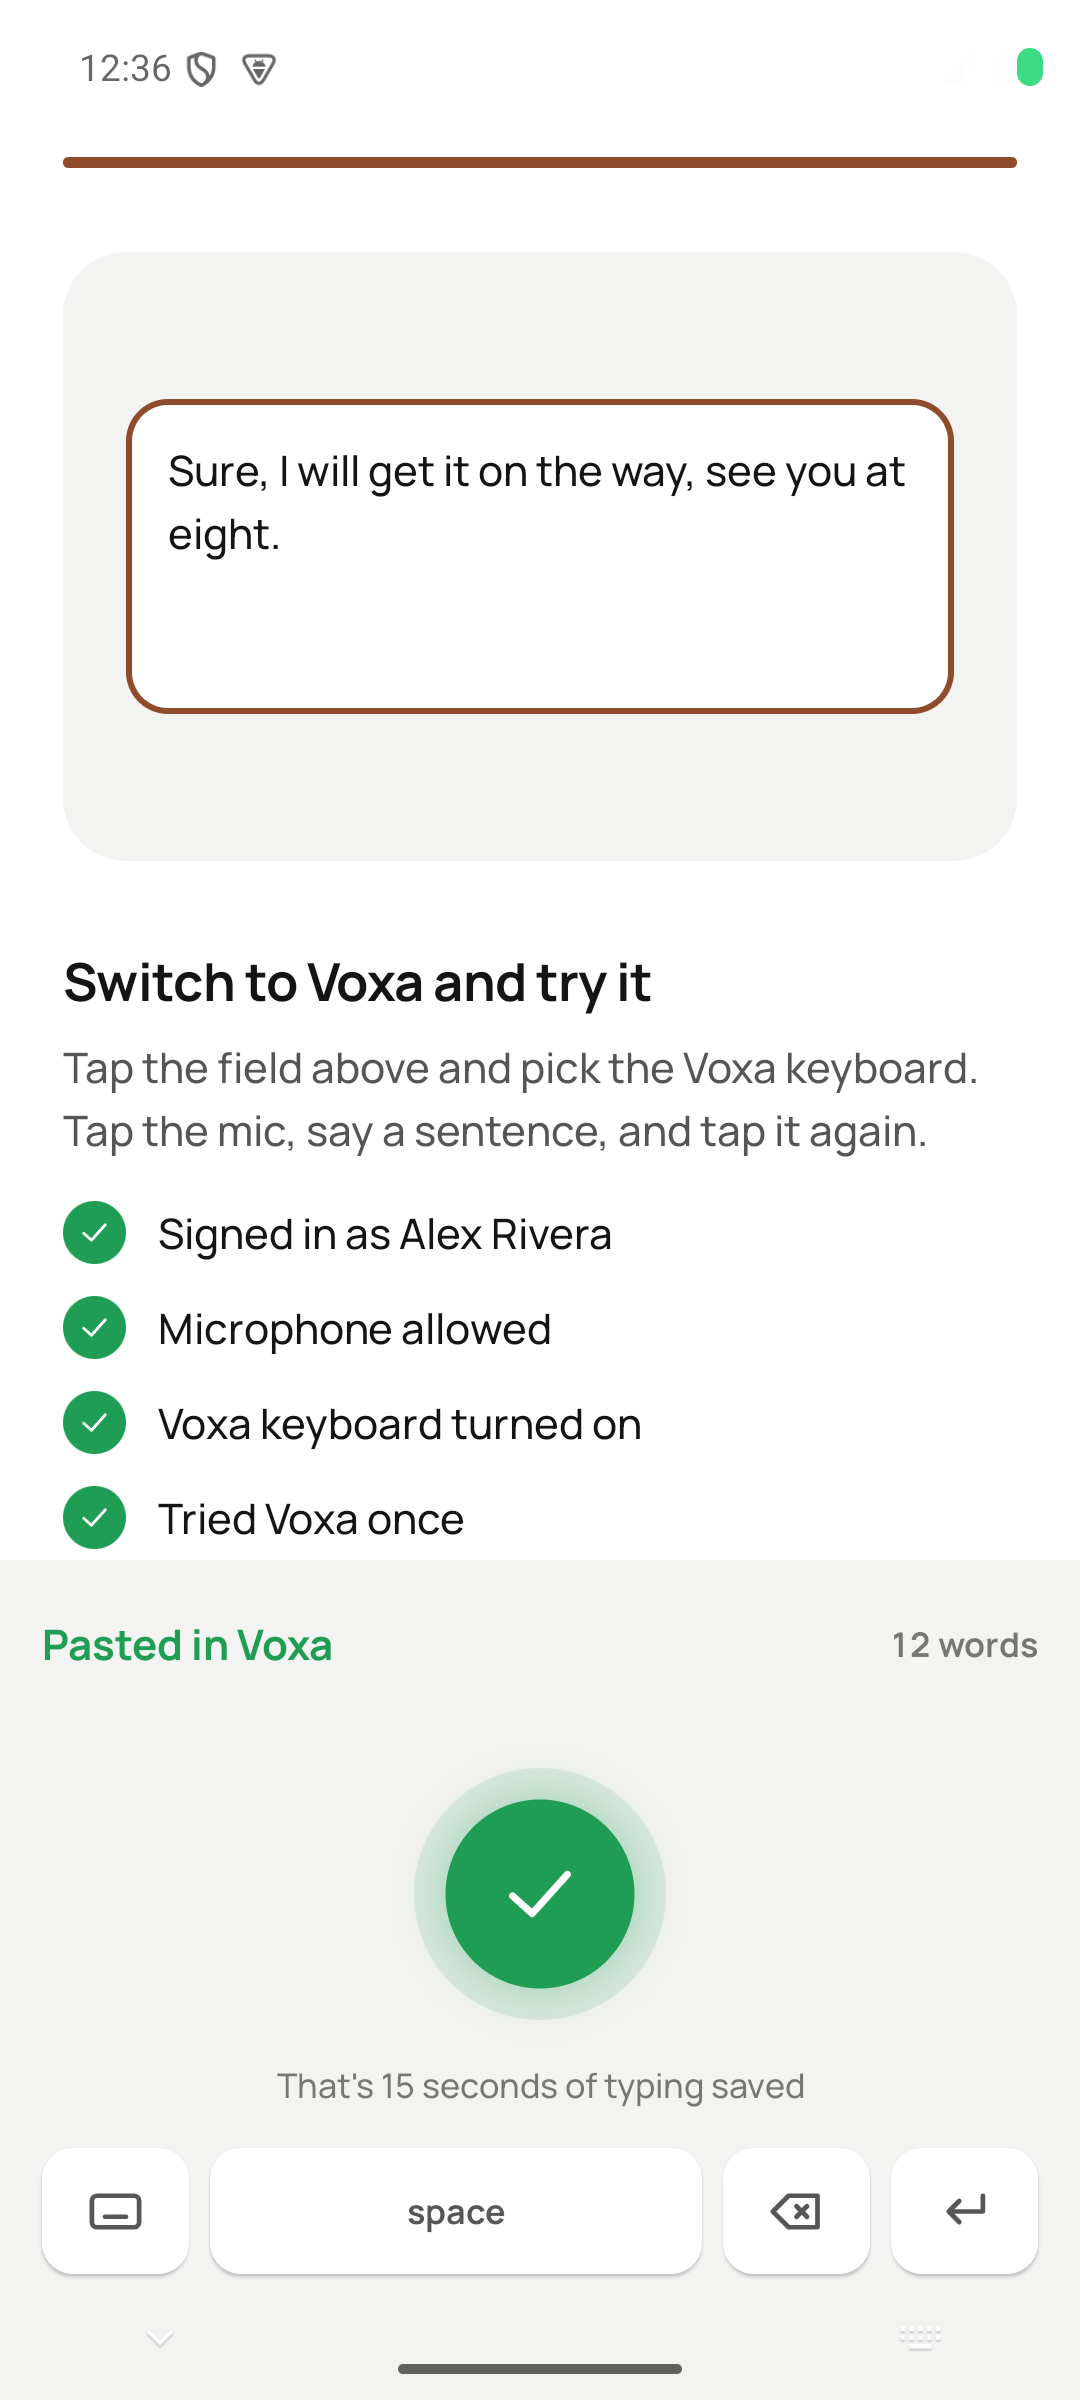 12:36
Sure, I will get it on the way, see you at
eight.
Switch to Voxa and try it
Tap the field above and pick the Voxa keyboard.
Tap the mic, say a sentence, and tap it again.
Signed in as Alex Rivera
Microphone allowed
Voxa keyboard turned on
Tried Voxa once
Pasted in Voxa
12 words
That's 15 seconds of typing saved
space